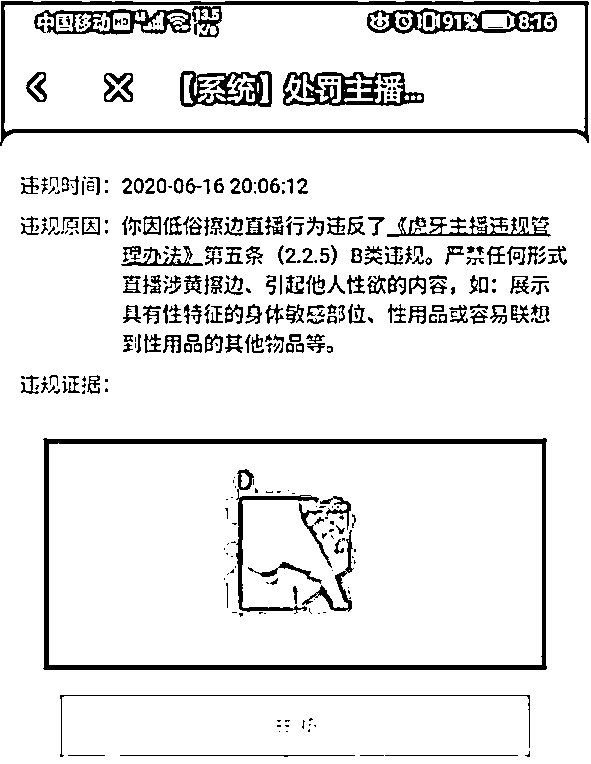 中国移动 HD 4G 13.5 K/s 91% 8:16
【系统】处罚主播...
违规时间：2020-06-16 20:06:12
违规原因：你因低俗擦边直播行为违反了《虎牙主播违规管
理办法》第五条（2.2.5）B类违规。严禁任何形式
直播涉黄擦边、引起他人性欲的内容，如：展示
具有性特征的身体敏感部位、性用品或容易联想
到性用品的其他物品等。
违规证据：